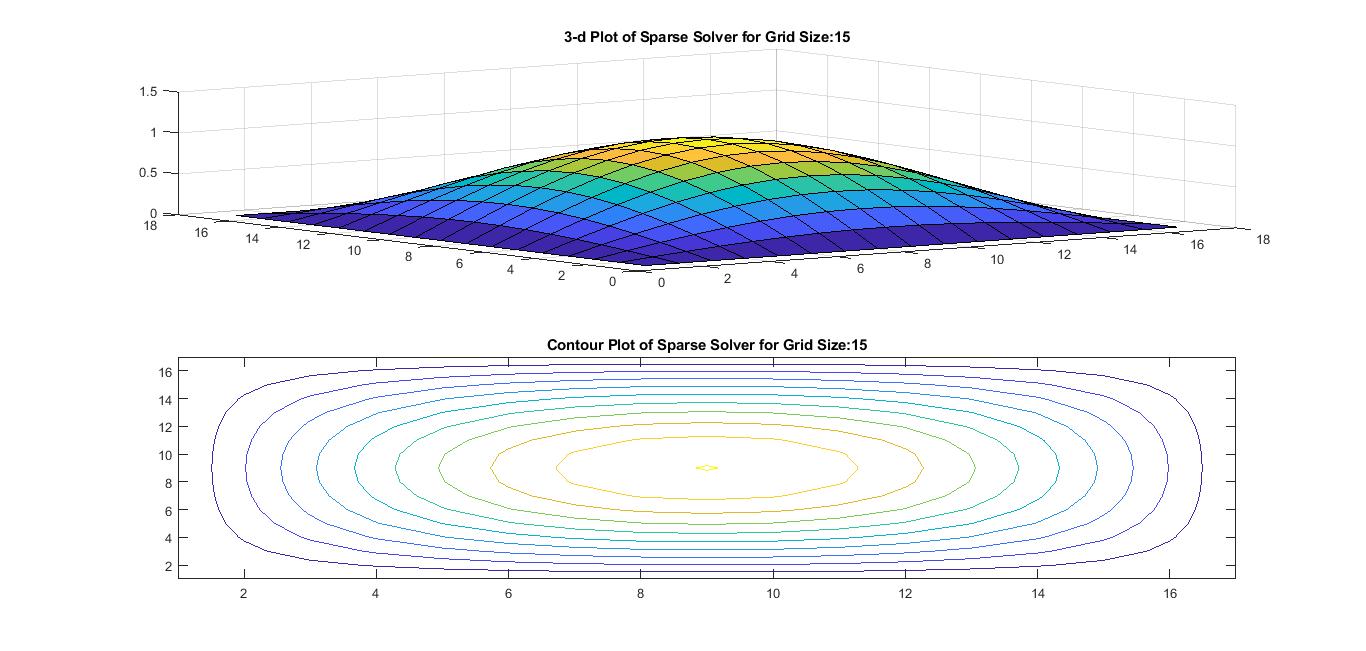 3-d Plot of Sparse Solver for Grid Size:15
1.5
1
0.5
0
18 16 14 12 10 8 6 4 2 0
0 2 4 6 8 10 12 14 16 18
Contour Plot of Sparse Solver for Grid Size:15
16
14
12
10
8
6
4
2
2 4 6 8 10 12 14 16